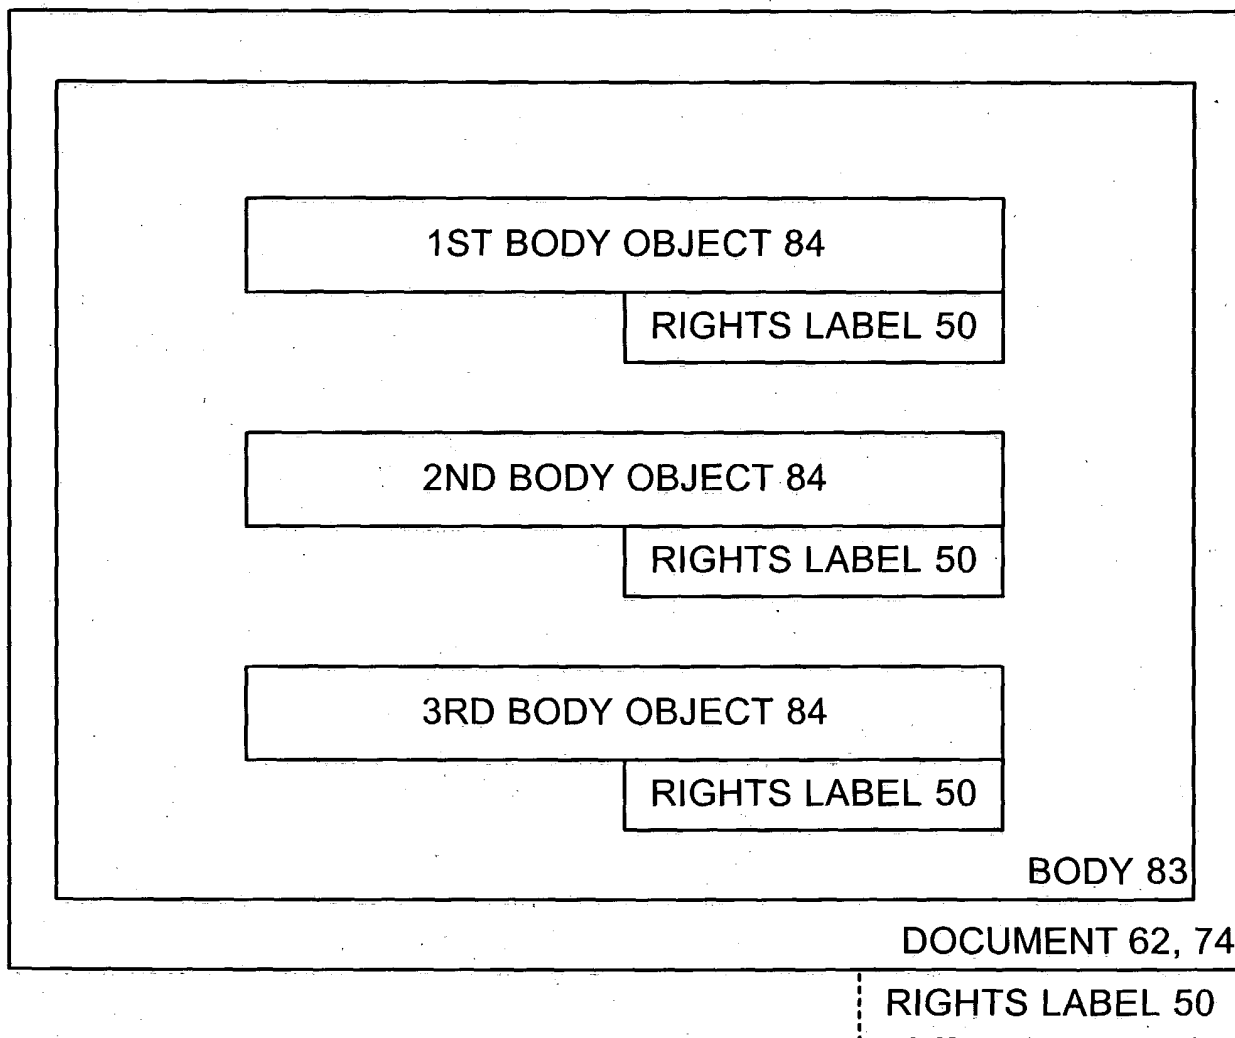 1ST BODY OBJECT 84
RIGHTS LABEL 50
2ND BODY OBJECT 84
RIGHTS LABEL 50
3RD BODY OBJECT 84
RIGHTS LABEL 50
BODY 83
DOCUMENT 62, 74
RIGHTS LABEL 50